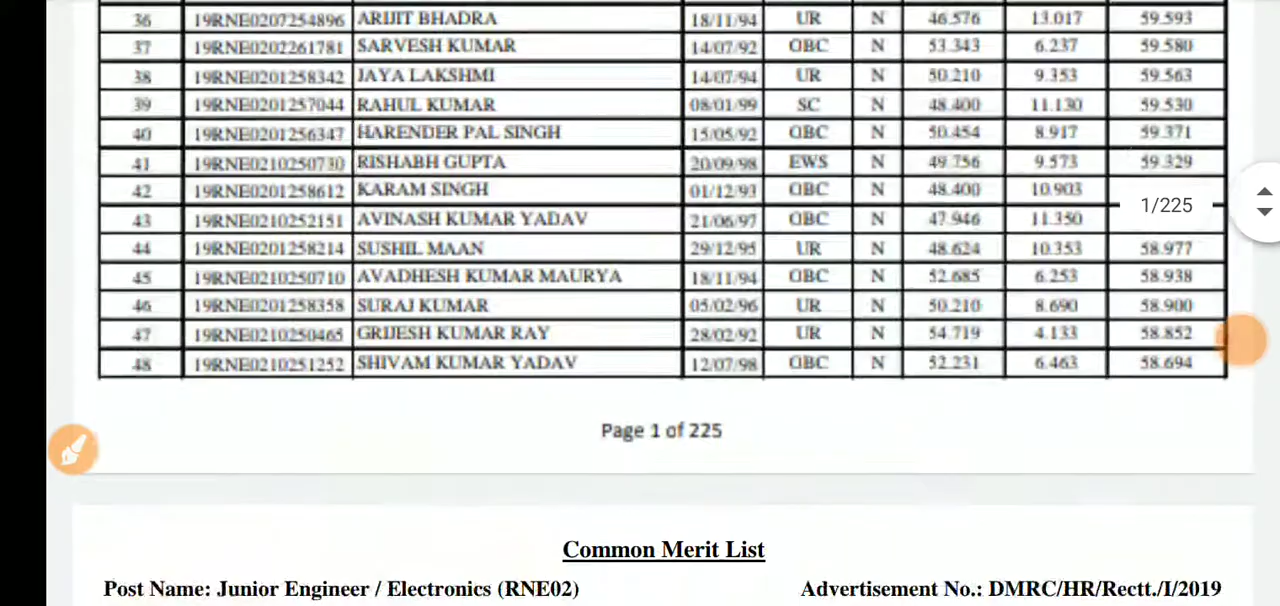 36 19RNE0207254896 ARIJIT BHADRA 18/11/94 UR N 46.576 13.017 59.593
37 19RNE0202261781 SARVESH KUMAR 14/07/92 OBC N 53.343 6.237 59.580
38 19RNE0201258342 JAYA LAKSHMI 14/07/94 UR N 50.210 9.353 59.563
39 19RNE0201257044 RAHUL KUMAR 08/01/99 SC N 48.400 11.130 59.530
40 19RNE0201256347 HARENDER PAL SINGH 15/05/92 OBC N 50.454 8.917 59.371
41 19RNE0210250730 RISHABH GUPTA 20/09/98 EWS N 49.756 9.573 59.329
42 19RNE0201258612 KARAM SINGH 01/12/93 OBC N 48.400 10.903
1/225
43 19RNE0210252151 AVINASH KUMAR YADAV 21/06/97 OBC N 47.946 11.350
44 19RNE0201258214 SUSHIL MAAN 29/12/95 UR N 48.624 10.353 58.977
45 19RNE0210250710 AVADHESH KUMAR MAURYA 18/11/94 OBC N 52.685 6.253 58.938
46 19RNE0201258358 SURAJ KUMAR 05/02/96 UR N 50.210 8.690 58.900
47 19RNE0210250465 GRIJESH KUMAR RAY 28/02/92 UR N 54.719 4.133 58.852
48 19RNE0210251252 SHIVAM KUMAR YADAV 12/07/98 OBC N 52.231 6.463 58.694
Page 1 of 225
Common Merit List
Post Name: Junior Engineer / Electronics (RNE02) Advertisement No.: DMRC/HR/Rectt./I/2019